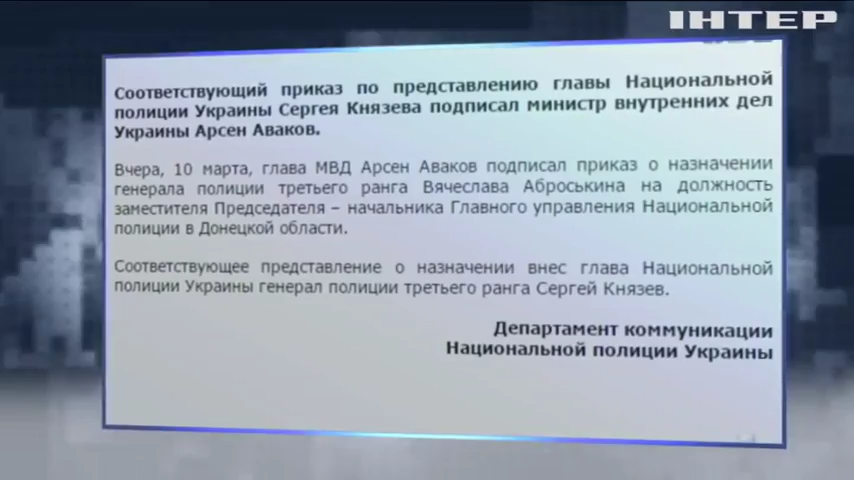 ІНТЕР
Соответствующий приказ по представлению главы Национальной
полиции Украины Сергея Князева подписал министр внутренних дел
Украины Арсен Аваков.
Вчера, 10 марта, глава МВД Арсен Аваков подписал приказ о назначении
генерала полиции третьего ранга Вячеслава Аброськина на должность
заместителя Председателя – начальника Главного управления Национальной
полиции в Донецкой области.
Соответствующее представление о назначении внес глава Национальной
полиции Украины генерал полиции третьего ранга Сергей Князев.
Департамент коммуникации
Национальной полиции Украины